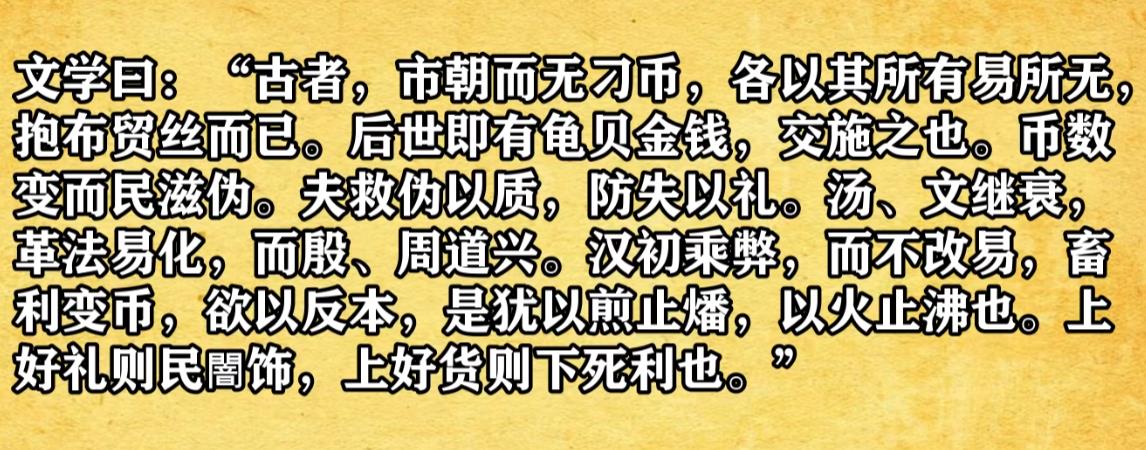 文学曰：“古者，市朝而无刁币，各以其所有易所无，
抱布贸丝而已。后世即有龟贝金钱，交施之也。币数
变而民滋伪。夫救伪以质，防失以礼。汤、文继衰，
革法易化，而殷、周道兴。汉初乘弊，而不改易，畜
利变币，欲以反本，是犹以煎止燔，以火止沸也。上
好礼则民闇饰，上好货则下死利也。”